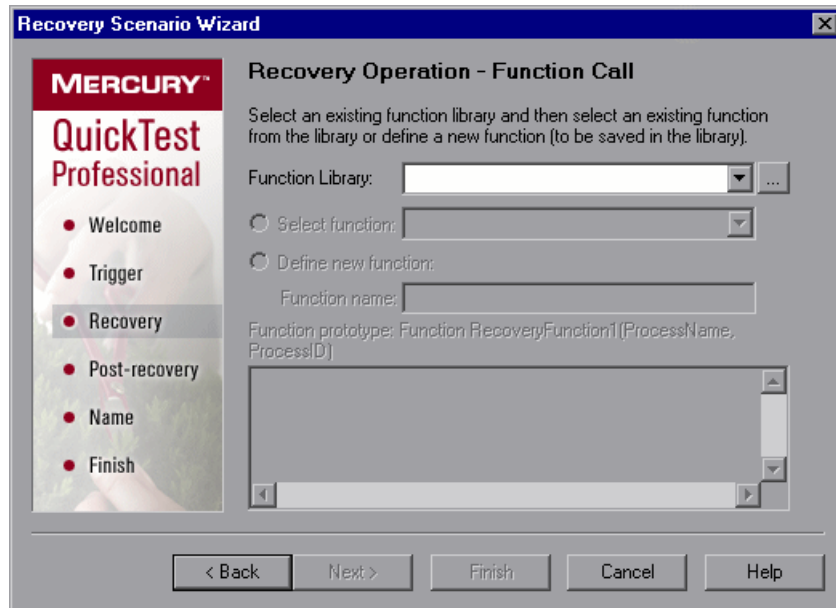 Recovery Scenario Wizard
MERCURY™
QuickTest
Professional
Welcome
Trigger
Recovery
Post-recovery
Name
Finish
Recovery Operation - Function Call
Select an existing function library and then select an existing function
from the library or define a new function (to be saved in the library).
Function Library:
...
Select function:
Define new function:
Function name:
Function prototype: Function RecoveryFunction1(ProcessName,
ProcessID)
< Back
Next >
Finish
Cancel
Help